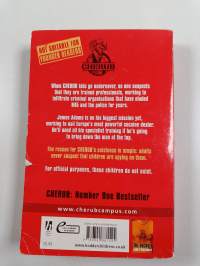 NOT SUITABLE FOR
YOUNGER READERS
When CHERUB kids go undercover, no one suspects
that they are trained professionals, working to
infiltrate criminal organisations that have eluded
MI5 and the police for years.
James Adams is on his biggest mission yet,
working to nail Europe's most powerful cocaine dealer.
He'll need all his specialist training if he's going
to bring down the man at the top.
The reason for CHERUB's existence is simple: adults
never suspect that children are spying on them.
For official purposes, these children do not exist.
CHERUB: Number One Bestseller
www.cherubcampus.com
www.hodderchildrens.co.uk